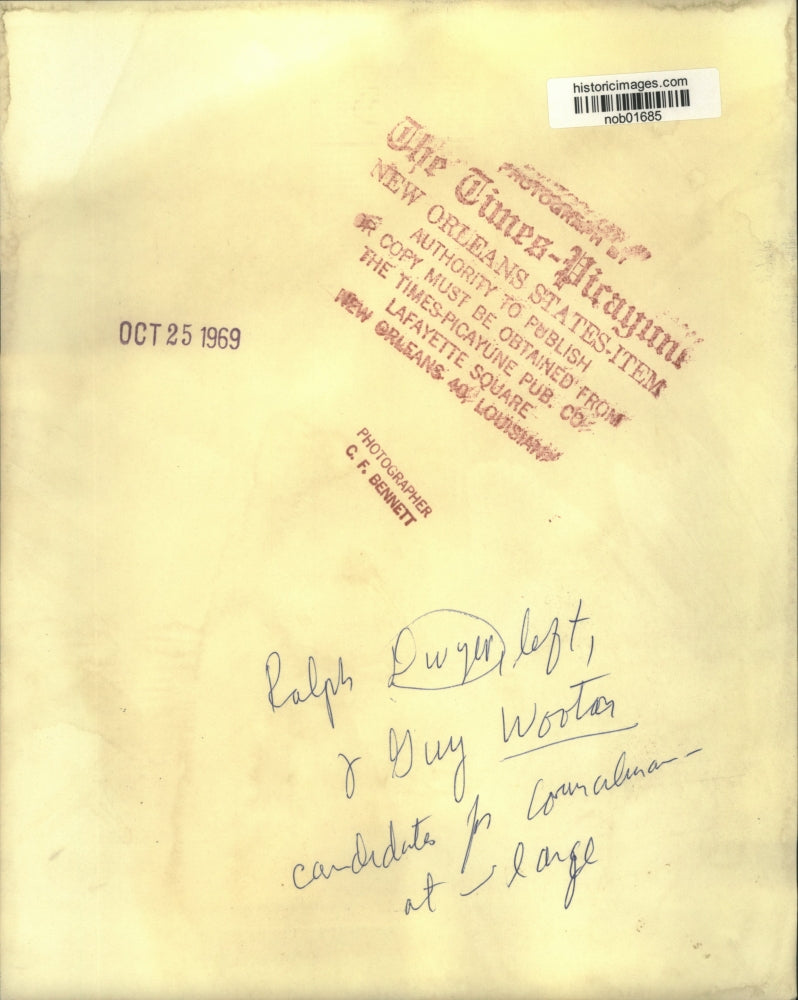 historicimages.com
nob01685
PHOTOGRAPH BY
The Times-Picayune
NEW ORLEANS STATES-ITEM
AUTHORITY TO PUBLISH
OR COPY MUST BE OBTAINED FROM
THE TIMES-PICAYUNE PUB. CO.
LAFAYETTE SQUARE
NEW ORLEANS 40, LOUISIANA
OCT 25 1969
PHOTOGRAPHER
C. F. BENNETT
Ralph Dwyer, left,
& Guy Wootan
candidates for Councilman-
at-large